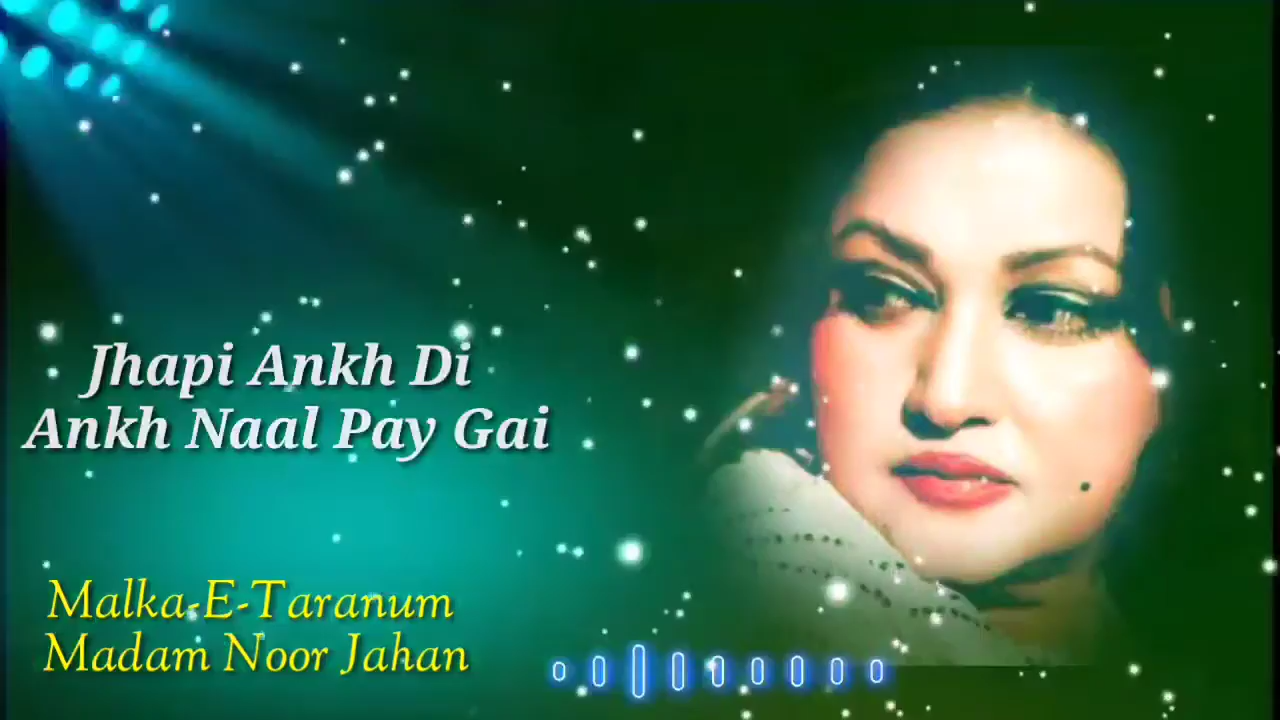 Jhapi Ankh Di
Ankh Naal Pay Gai
Malka-E-Taranum
Madam Noor Jahan